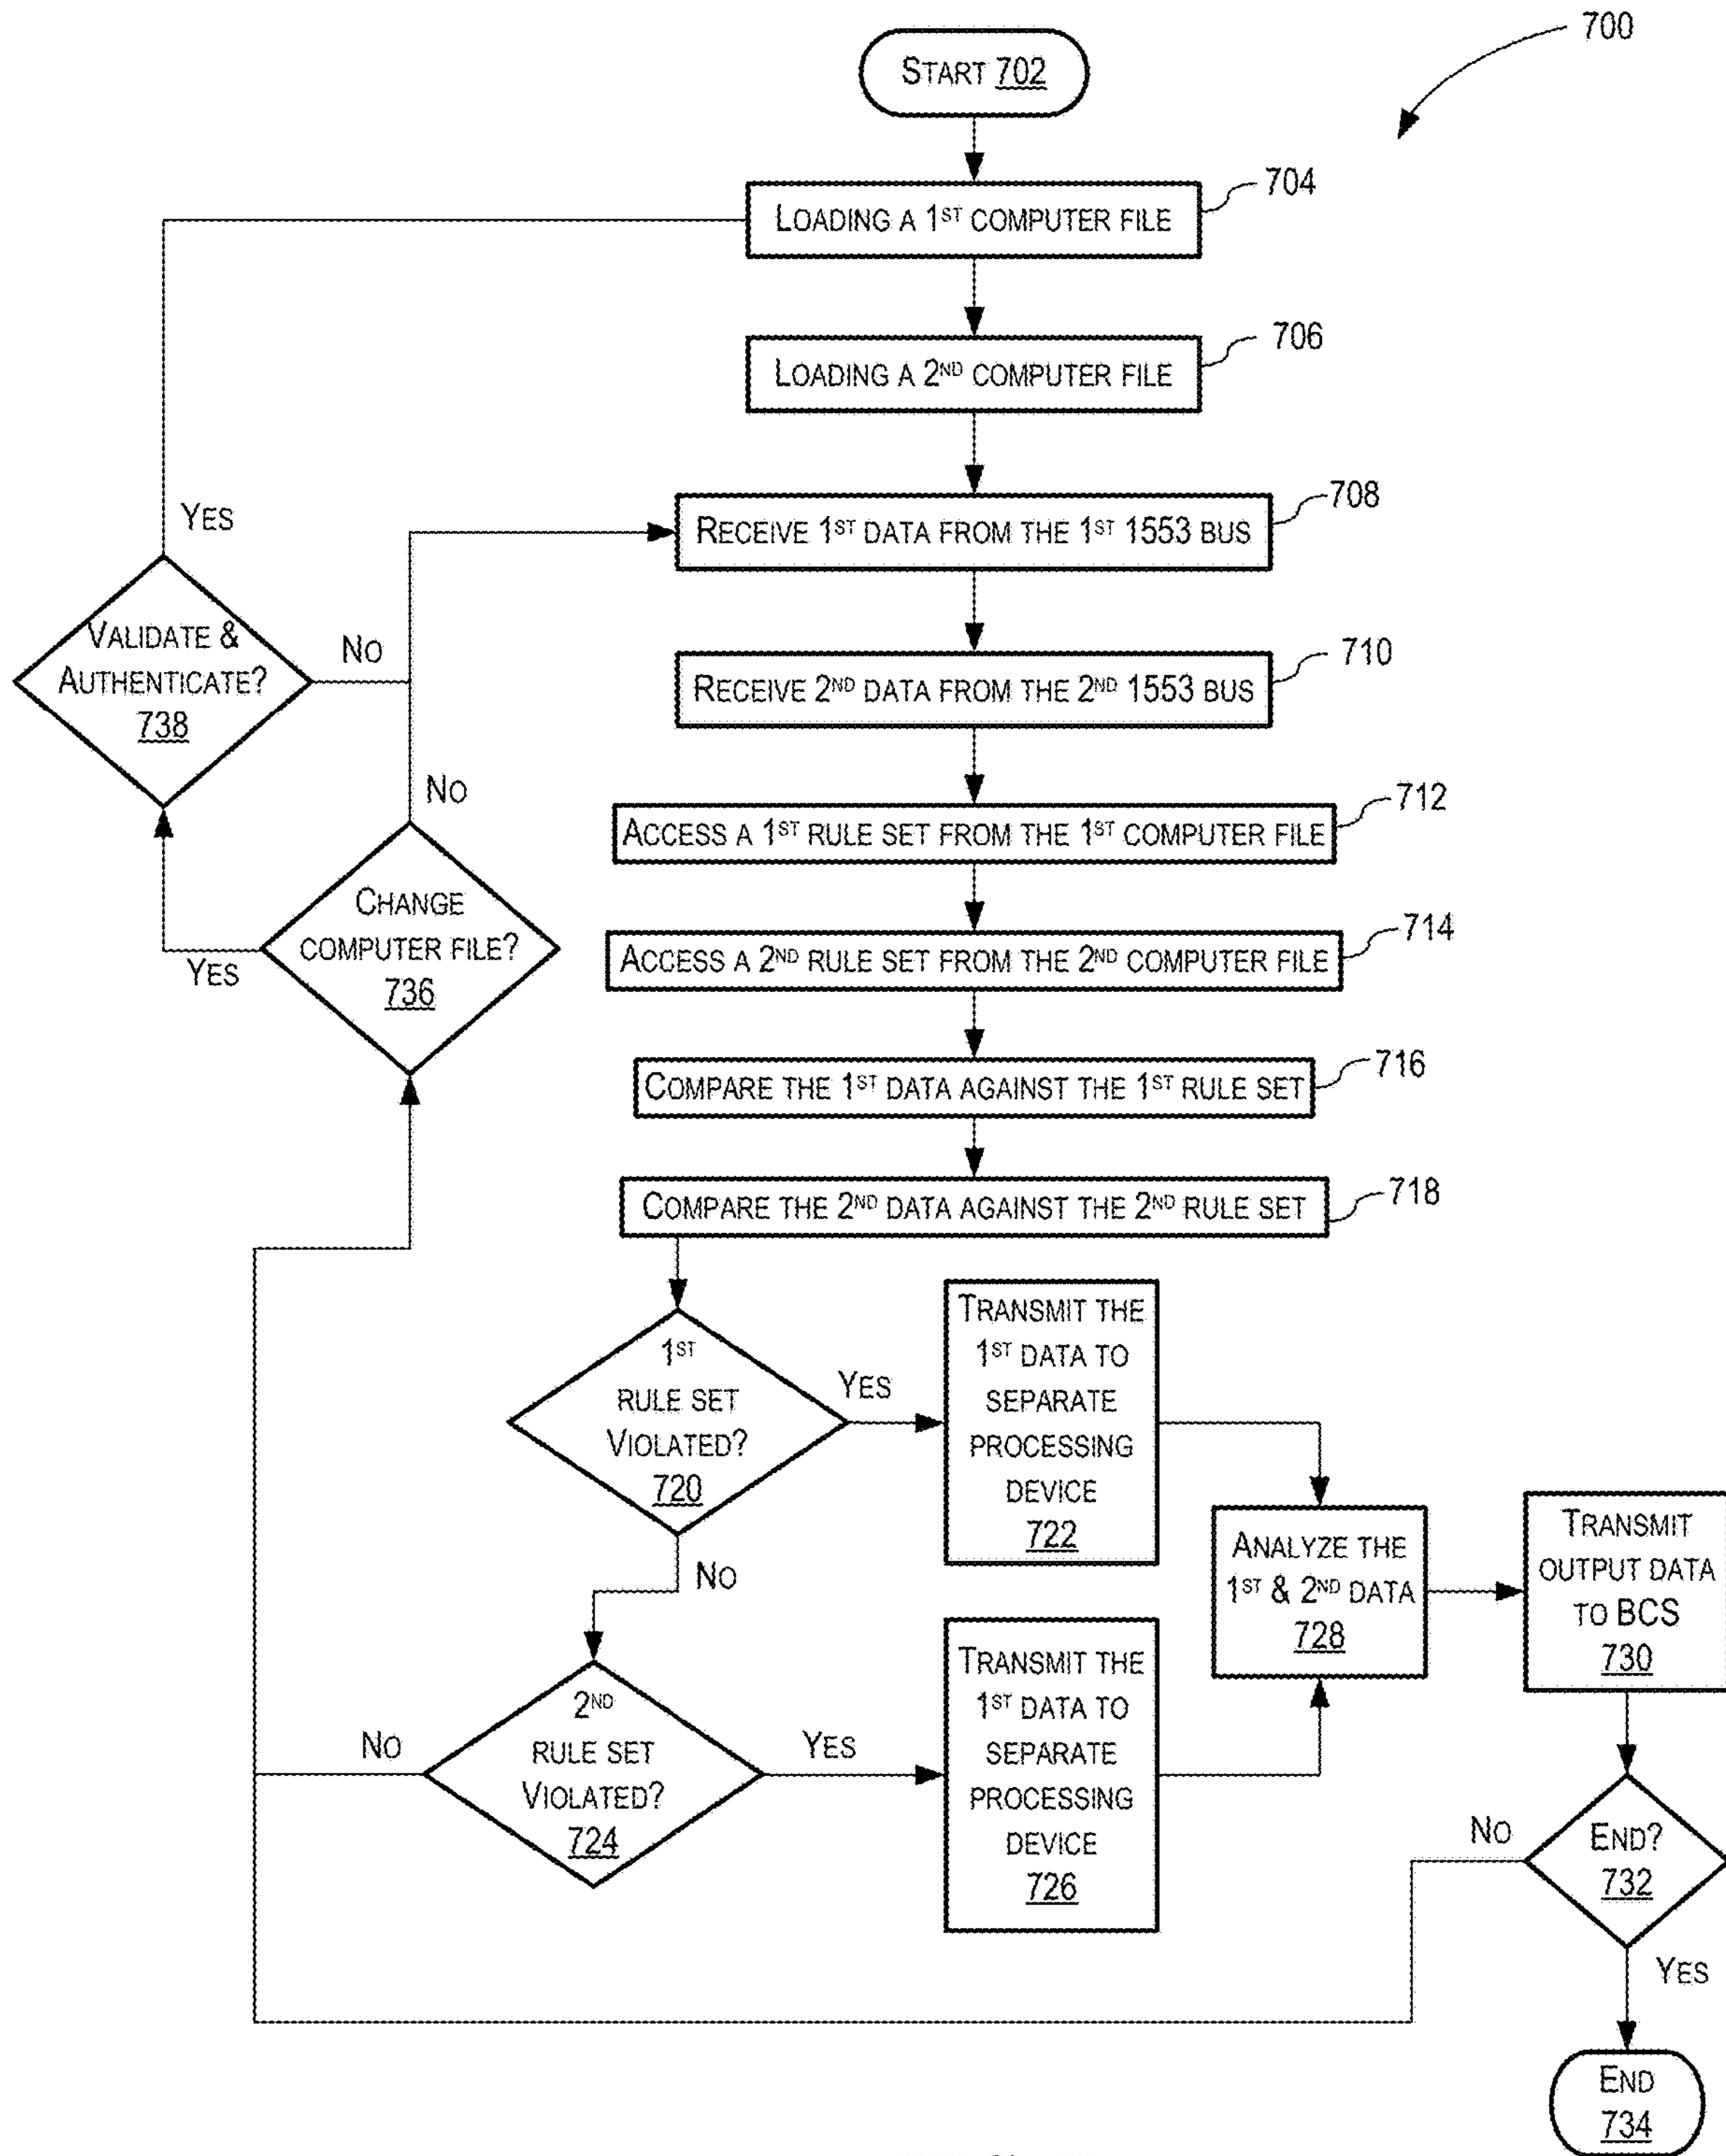 700
START 702
704
LOADING A 1ST COMPUTER FILE
706
LOADING A 2ND COMPUTER FILE
YES
708
RECEIVE 1ST DATA FROM THE 1ST 1553 BUS
VALIDATE &
AUTHENTICATE?
738
NO
710
RECEIVE 2ND DATA FROM THE 2ND 1553 BUS
NO
712
ACCESS A 1ST RULE SET FROM THE 1ST COMPUTER FILE
CHANGE
COMPUTER FILE?
736
YES
714
ACCESS A 2ND RULE SET FROM THE 2ND COMPUTER FILE
716
COMPARE THE 1ST DATA AGAINST THE 1ST RULE SET
718
COMPARE THE 2ND DATA AGAINST THE 2ND RULE SET
1ST
RULE SET
VIOLATED?
720
YES
NO
TRANSMIT THE
1ST DATA TO
SEPARATE
PROCESSING
DEVICE
722
2ND
RULE SET
VIOLATED?
724
NO
YES
TRANSMIT THE
1ST DATA TO
SEPARATE
PROCESSING
DEVICE
726
ANALYZE THE
1ST & 2ND DATA
728
TRANSMIT
OUTPUT DATA
TO BCS
730
NO
END?
732
YES
END
734